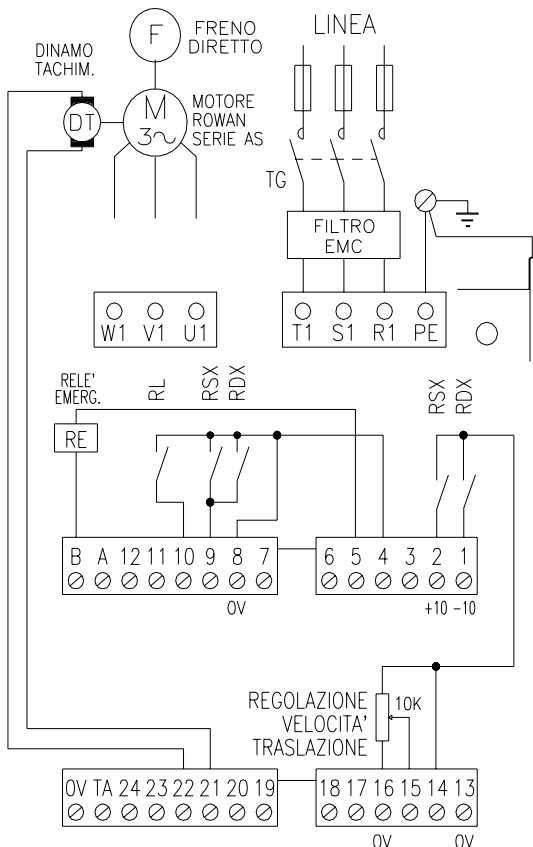 LINEA
F
FRENO
DIRETTO
DINAMO
TACHIM.
DT
M
3~
MOTORE
ROWAN
SERIE AS
TG
FILTRO
EMC
W1 V1 U1
T1 S1 R1 PE
RELE'
EMERG.
RE
RL
RSX
RDX
RSX
RDX
B A 12 11 10 9 8 7
6 5 4 3 2 1
0V
+10 -10
REGOLAZIONE
VELOCITA'
TRASLAZIONE
10K
0V TA 24 23 22 21 20 19
18 17 16 15 14 13
0V
0V